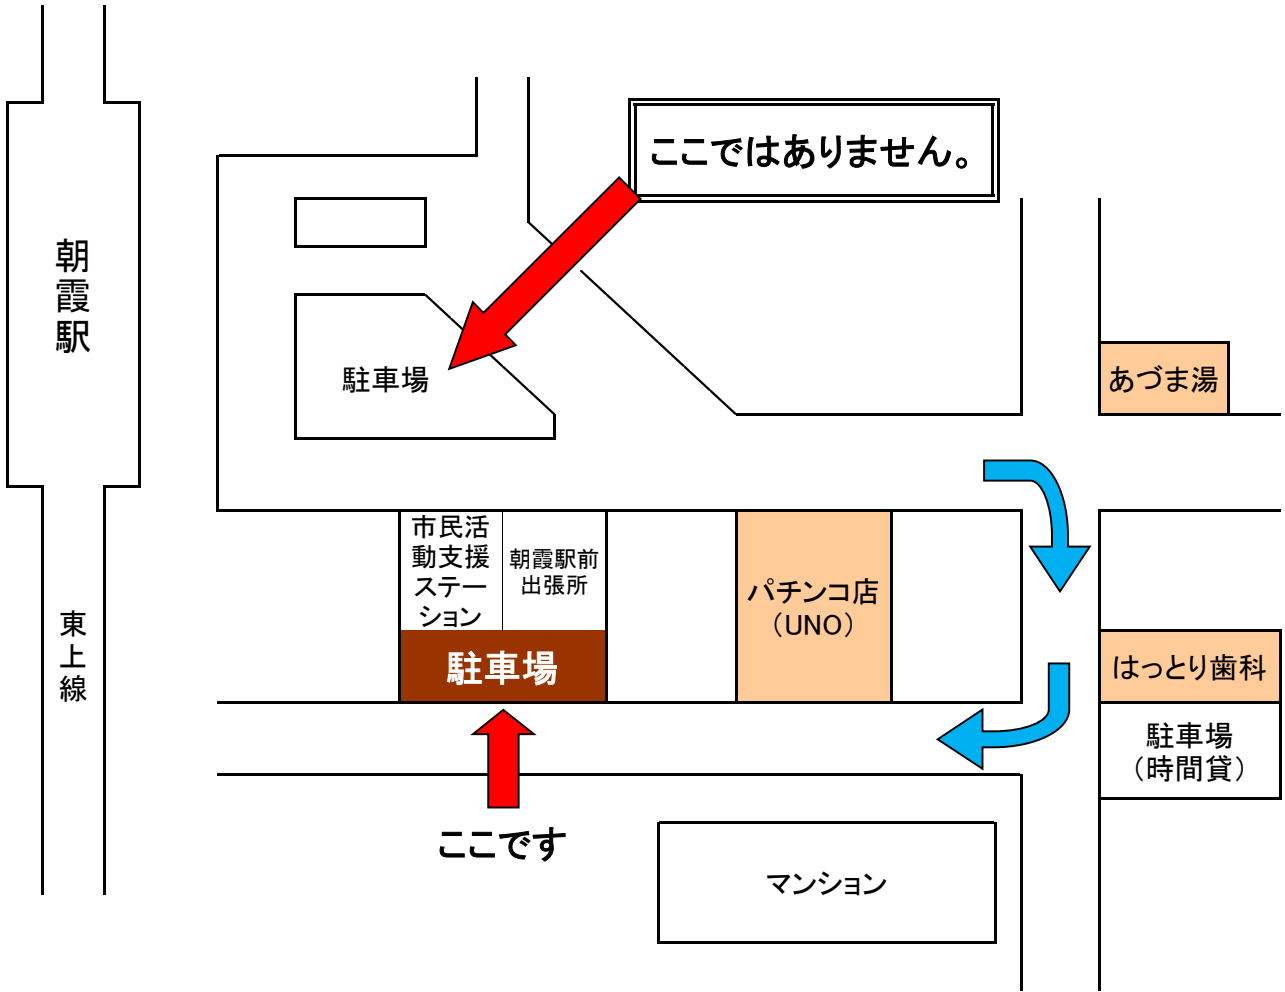 ここではありません。
朝霞駅
駐車場
あづま湯
市民活
動支援
ステー
ション
朝霞駅前
出張所
パチンコ店
（UNO）
駐車場
はっとり歯科
東上線
駐車場
（時間貸）
ここです
マンション